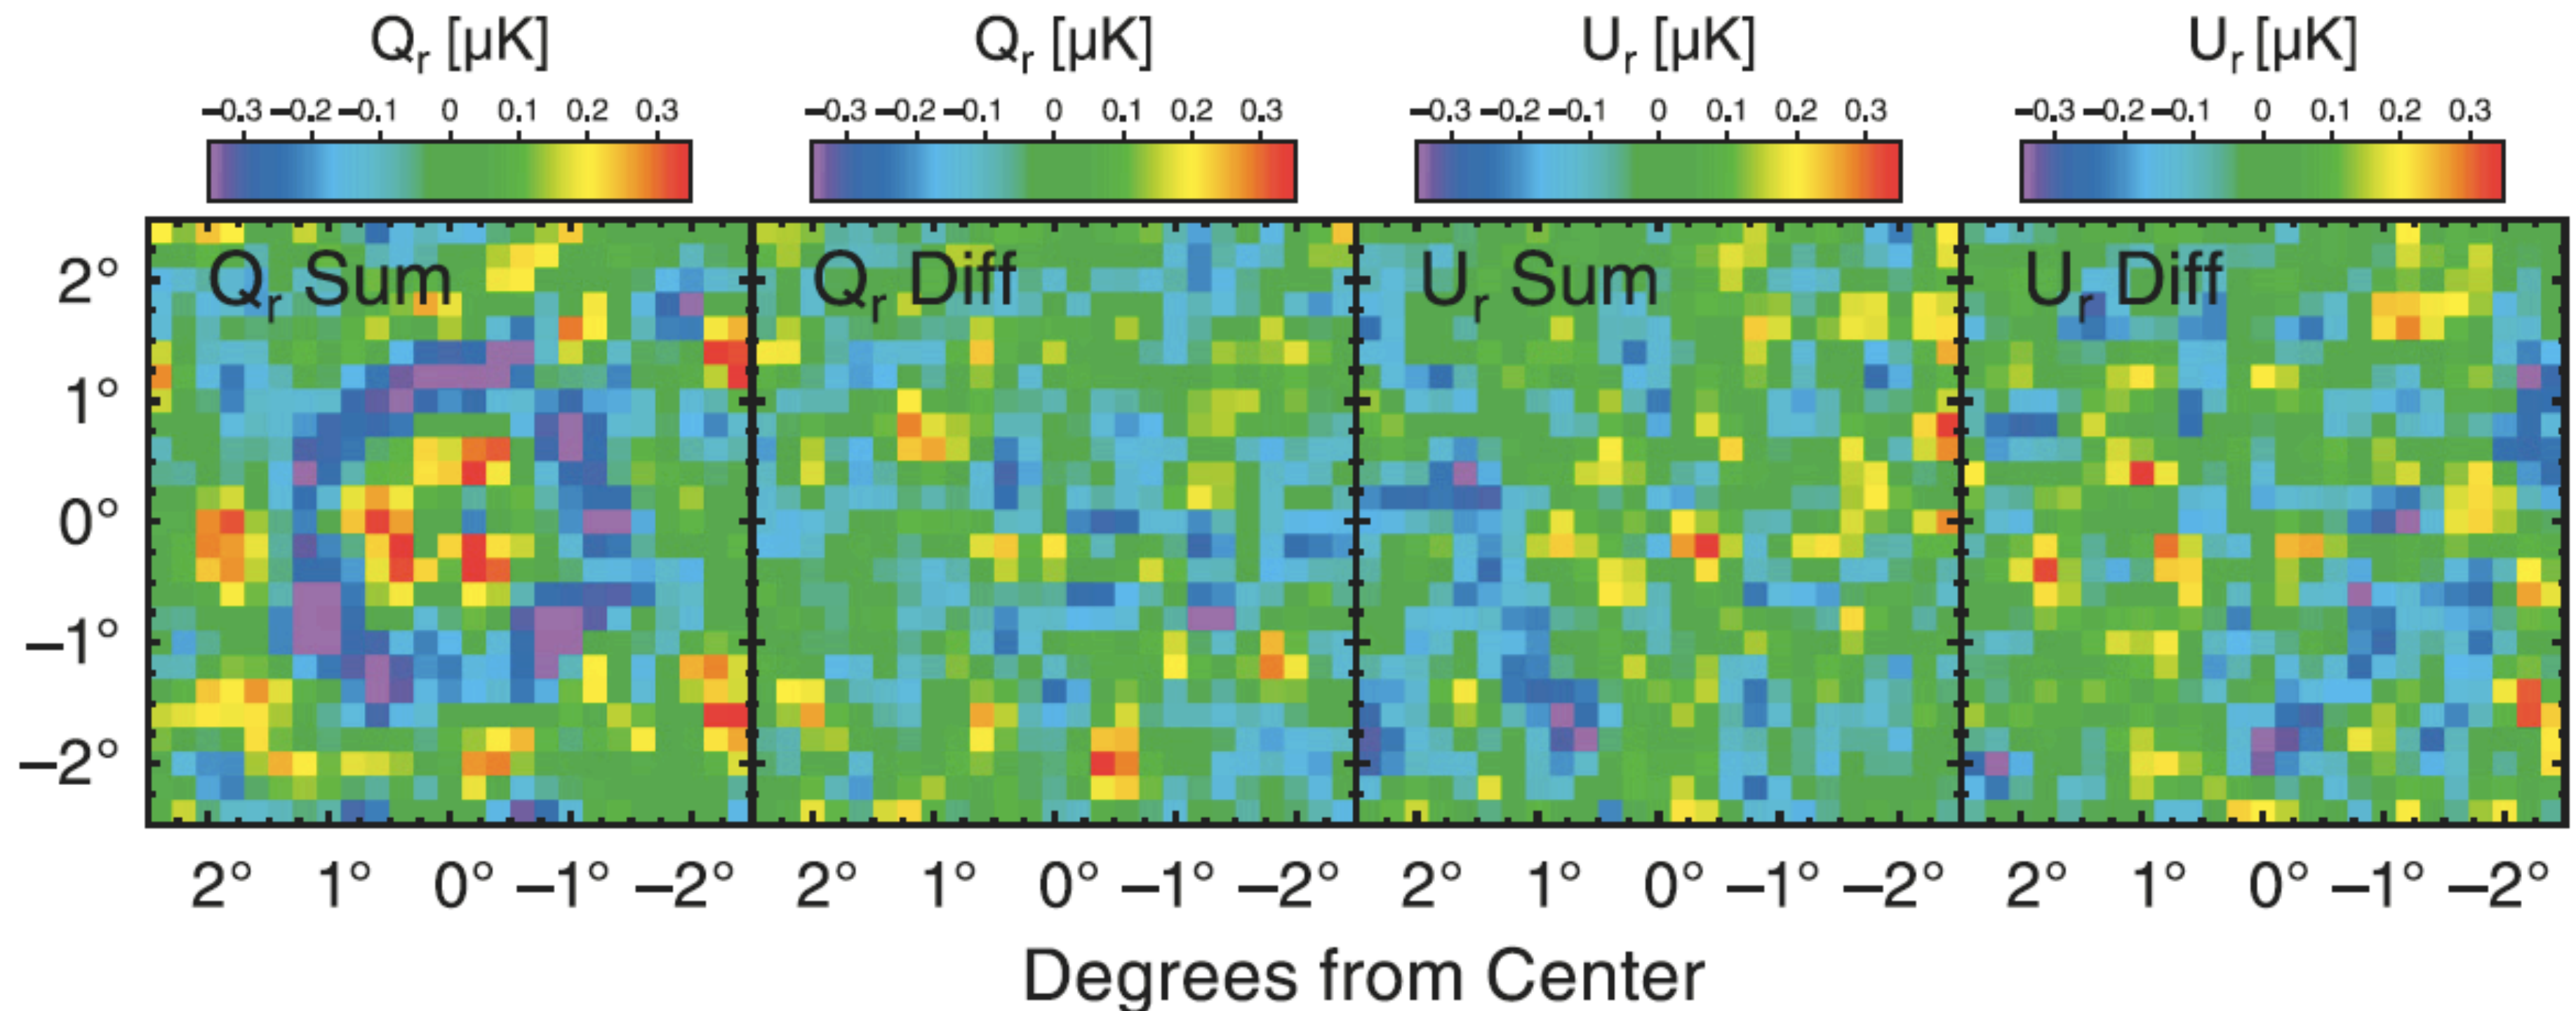 Qr [μK] Qr [μK] Ur [μK] Ur [μK]
−0.3 −0.2 −0.1 0 0.1 0.2 0.3 −0.3 −0.2 −0.1 0 0.1 0.2 0.3 −0.3 −0.2 −0.1 0 0.1 0.2 0.3 −0.3 −0.2 −0.1 0 0.1 0.2 0.3
2° Qr Sum Qr Diff Ur Sum Ur Diff
1°
0°
−1°
−2°
2° 1° 0° −1° −2° 2° 1° 0° −1° −2° 2° 1° 0° −1° −2° 2° 1° 0° −1° −2°
Degrees from Center